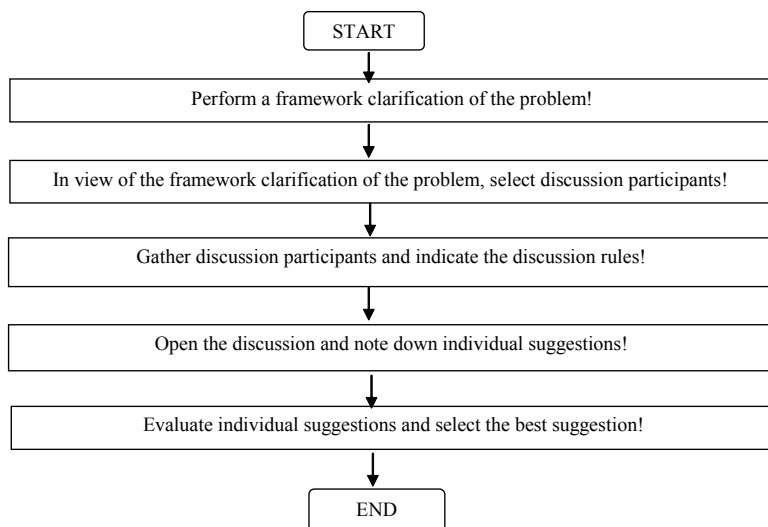 START
Perform a framework clarification of the problem!
In view of the framework clarification of the problem, select discussion participants!
Gather discussion participants and indicate the discussion rules!
Open the discussion and note down individual suggestions!
Evaluate individual suggestions and select the best suggestion!
END